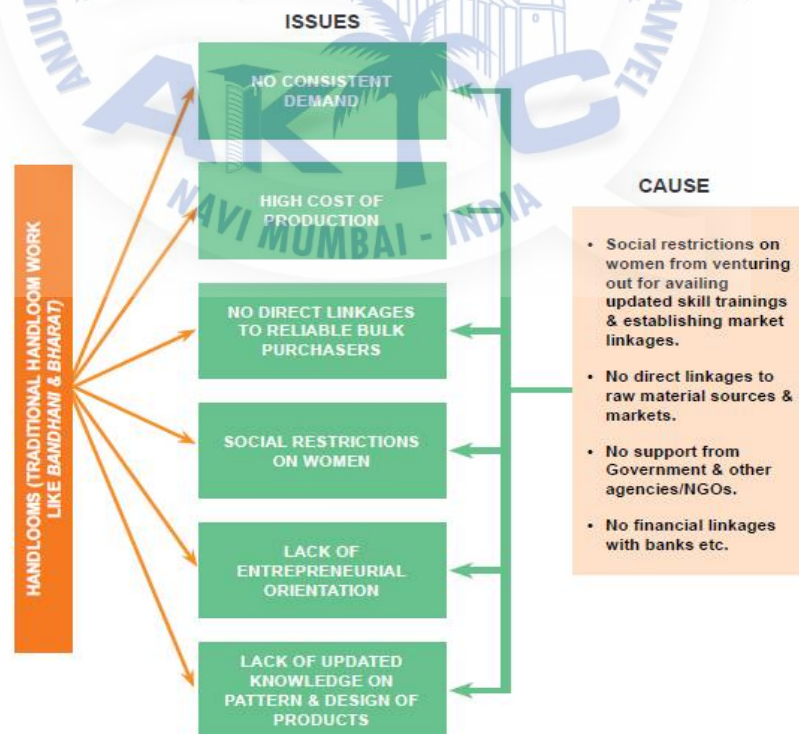 ISSUES
NO CONSISTENT
DEMAND
HIGH COST OF
PRODUCTION
NO DIRECT LINKAGES
TO RELIABLE BULK
PURCHASERS
SOCIAL RESTRICTIONS
ON WOMEN
LACK OF
ENTREPRENEURIAL
ORIENTATION
LACK OF UPDATED
KNOWLEDGE ON
PATTERN & DESIGN OF
PRODUCTS
HANDLOOMS (TRADITIONAL HANDLOOM WORK
LIKE BANDHANI & BHARAT)
CAUSE
• Social restrictions on
women from venturing
out for availing
updated skill trainings
& establishing market
linkages.
• No direct linkages to
raw material sources &
markets.
• No support from
Government & other
agencies/NGOs.
• No financial linkages
with banks etc.
AKTC
NAVI MUMBAI - INDIA